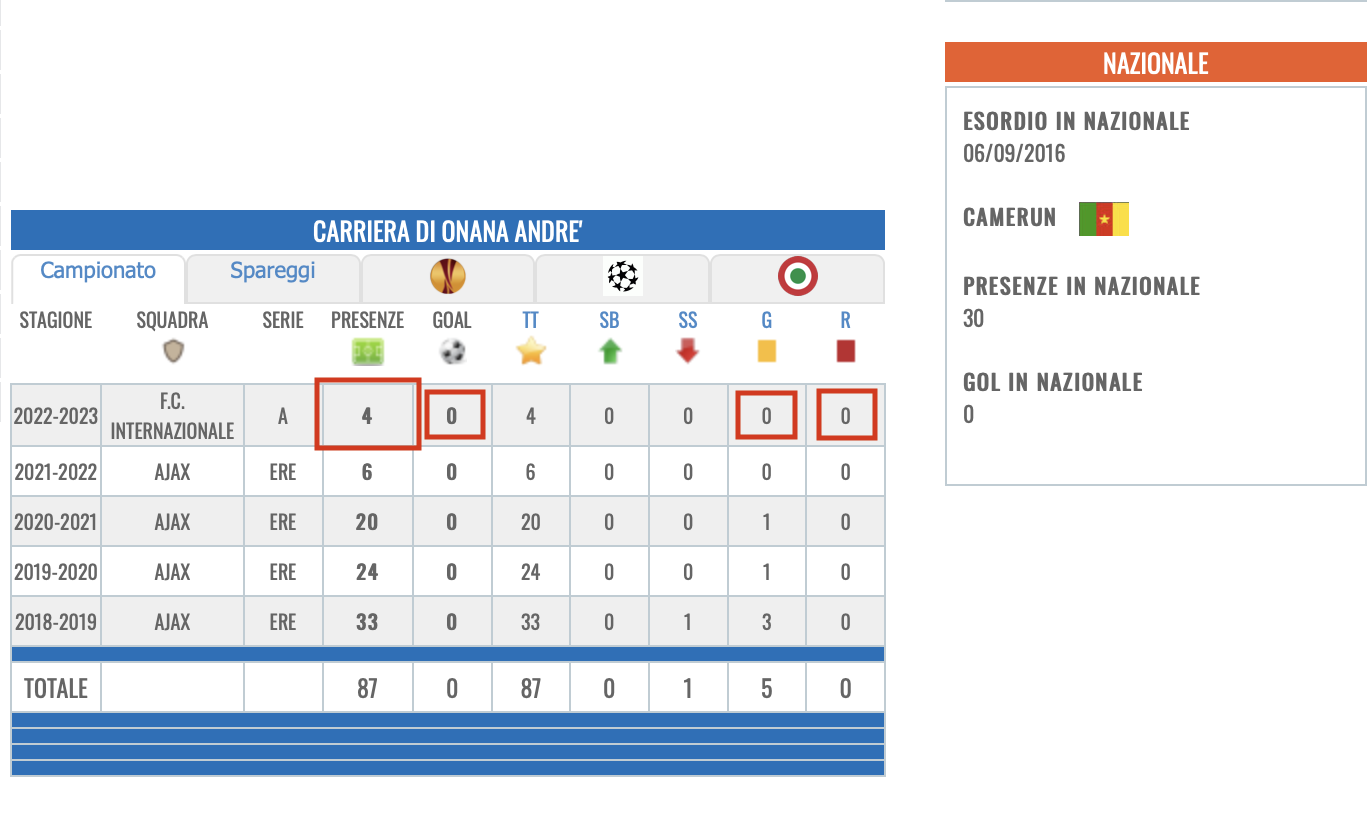 NAZIONALE
ESORDIO IN NAZIONALE
06/09/2016
CAMERUN
PRESENZE IN NAZIONALE
30
GOL IN NAZIONALE
0
CARRIERA DI ONANA ANDRE'
Campionato Spareggi
STAGIONE SQUADRA SERIE PRESENZE GOAL TT SB SS G R
2022-2023 F.C. INTERNAZIONALE A 4 0 4 0 0 0 0
2021-2022 AJAX ERE 6 0 6 0 0 0 0
2020-2021 AJAX ERE 20 0 20 0 0 1 0
2019-2020 AJAX ERE 24 0 24 0 0 1 0
2018-2019 AJAX ERE 33 0 33 0 1 3 0
TOTALE 87 0 87 0 1 5 0